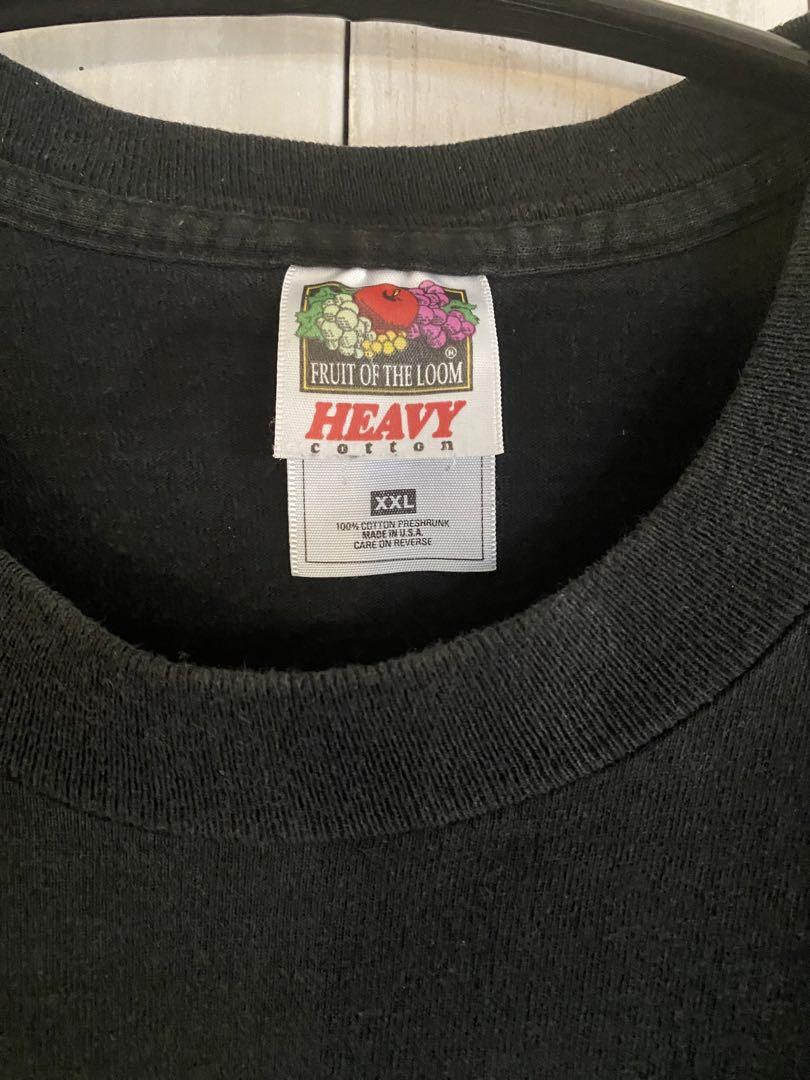 ®
FRUIT OF THE LOOM
HEAVY
cotton
XXL
100% COTTON PRESHRUNK
MADE IN U.S.A.
CARE ON REVERSE